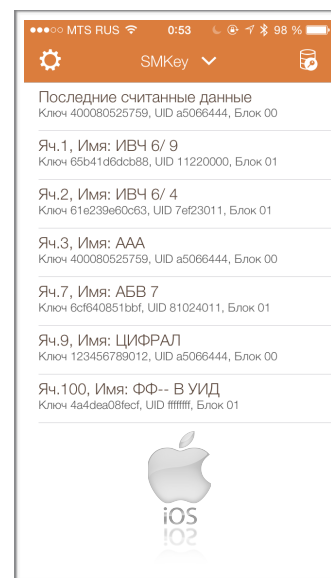 MTS RUS 0:53 98 %
SMKey
Последние считанные данные
Ключ 400080525759, UID a5066444, Блок 00
Яч.1, Имя: ИВЧ 6/ 9
Ключ 65b41d6dcb88, UID 11220000, Блок 01
Яч.2, Имя: ИВЧ 6/ 4
Ключ 61e239e60c63, UID 7ef23011, Блок 01
Яч.3, Имя: ААА
Ключ 400080525759, UID a5066444, Блок 00
Яч.7, Имя: АБВ 7
Ключ 6cf640851bbf, UID 81024011, Блок 01
Яч.9, Имя: ЦИФРАЛ
Ключ 123456789012, UID a5066444, Блок 00
Яч.100, Имя: ФФ-- В УИД
Ключ 4a4dea08fecf, UID ffffffff, Блок 01
iOS